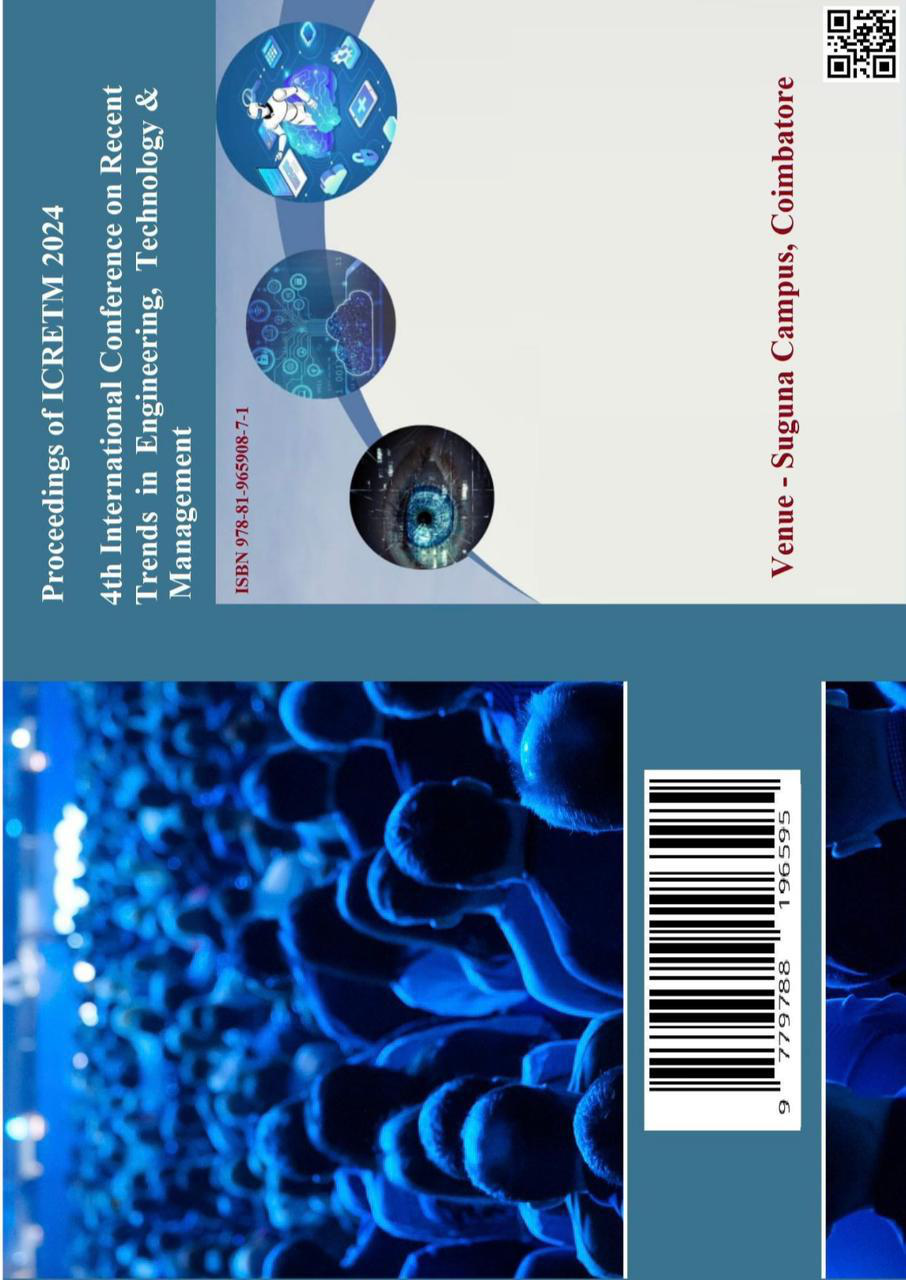 Proceedings of ICRETM 2024
4th International Conference on Recent
Trends in Engineering, Technology &
Management
ISBN 978-81-965908-7-1
Venue - Suguna Campus, Coimbatore
9 779788 196595